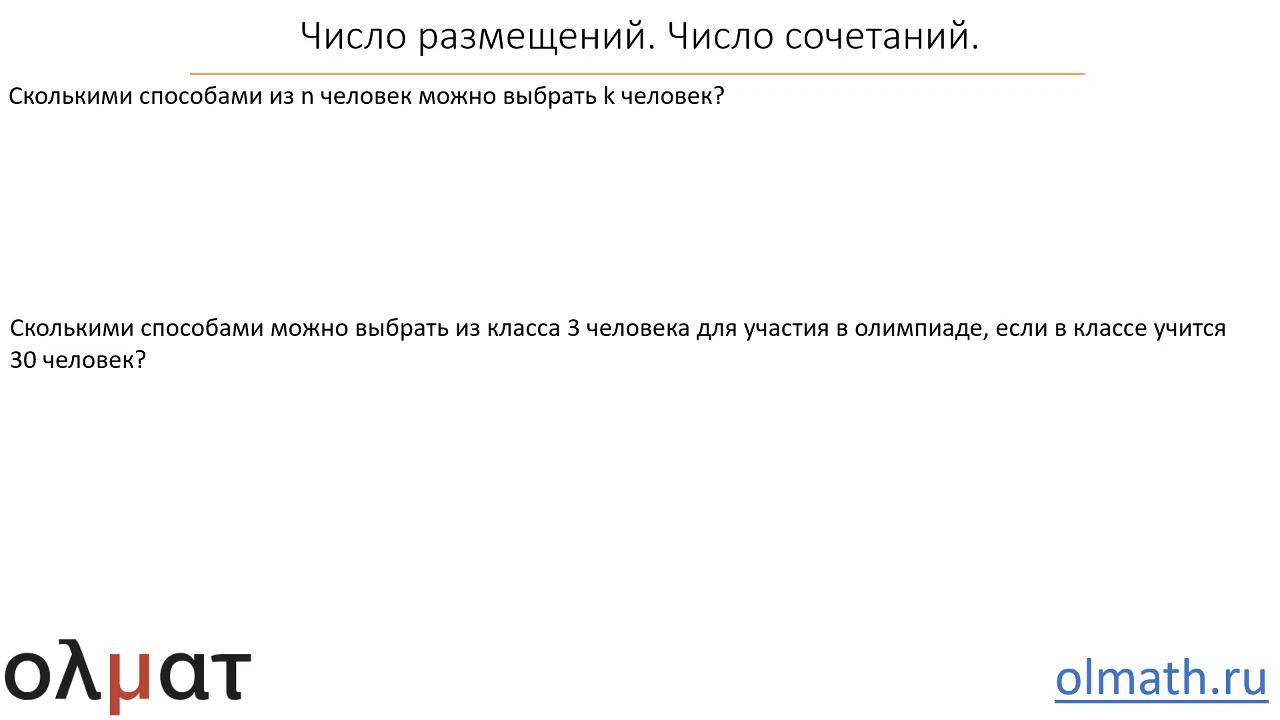 Число размещений. Число сочетаний.
Сколькими способами из n человек можно выбрать k человек?
Сколькими способами можно выбрать из класса 3 человека для участия в олимпиаде, если в классе учится
30 человек?
ολματ
olmath.ru